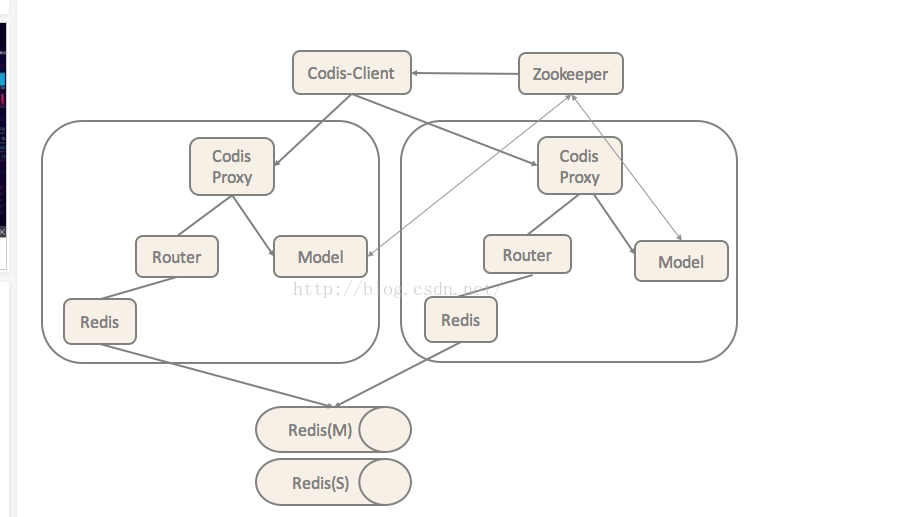 Codis-Client
Zookeeper
Codis
Proxy
Codis
Proxy
Router
Model
Router
Model
http://blog.csdn.net/
Redis
Redis
Redis(M)
Redis(S)